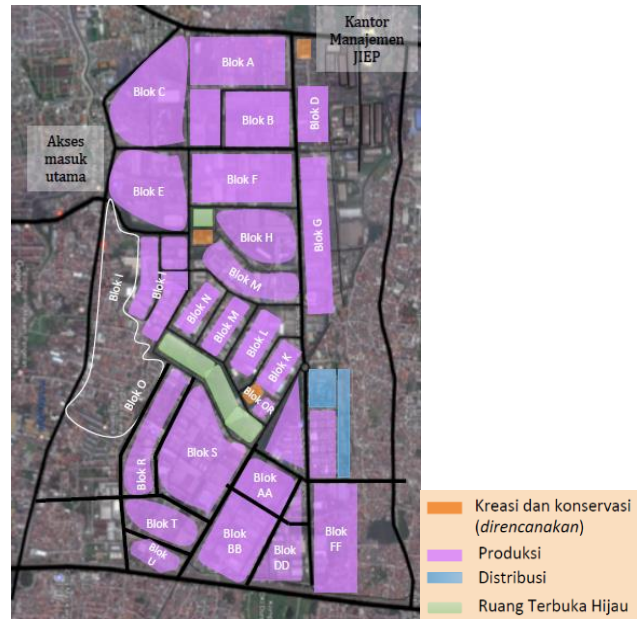 Kantor
Manajemen
JIEP
Blok A
Blok C
Blok B
Blok D
Akses
masuk
utama
Blok E
Blok F
Blok G
Blok H
Blok I
Blok M
Blok N
Blok M
Blok L
Blok K
Blok O
Blok OR
Blok S
Blok R
Blok
AA
Blok T
Blok
BB
Blok
DD
Blok
FF
Blok
U
Kreasi dan konservasi
(direncanakan)
Produksi
Distribusi
Ruang Terbuka Hijau